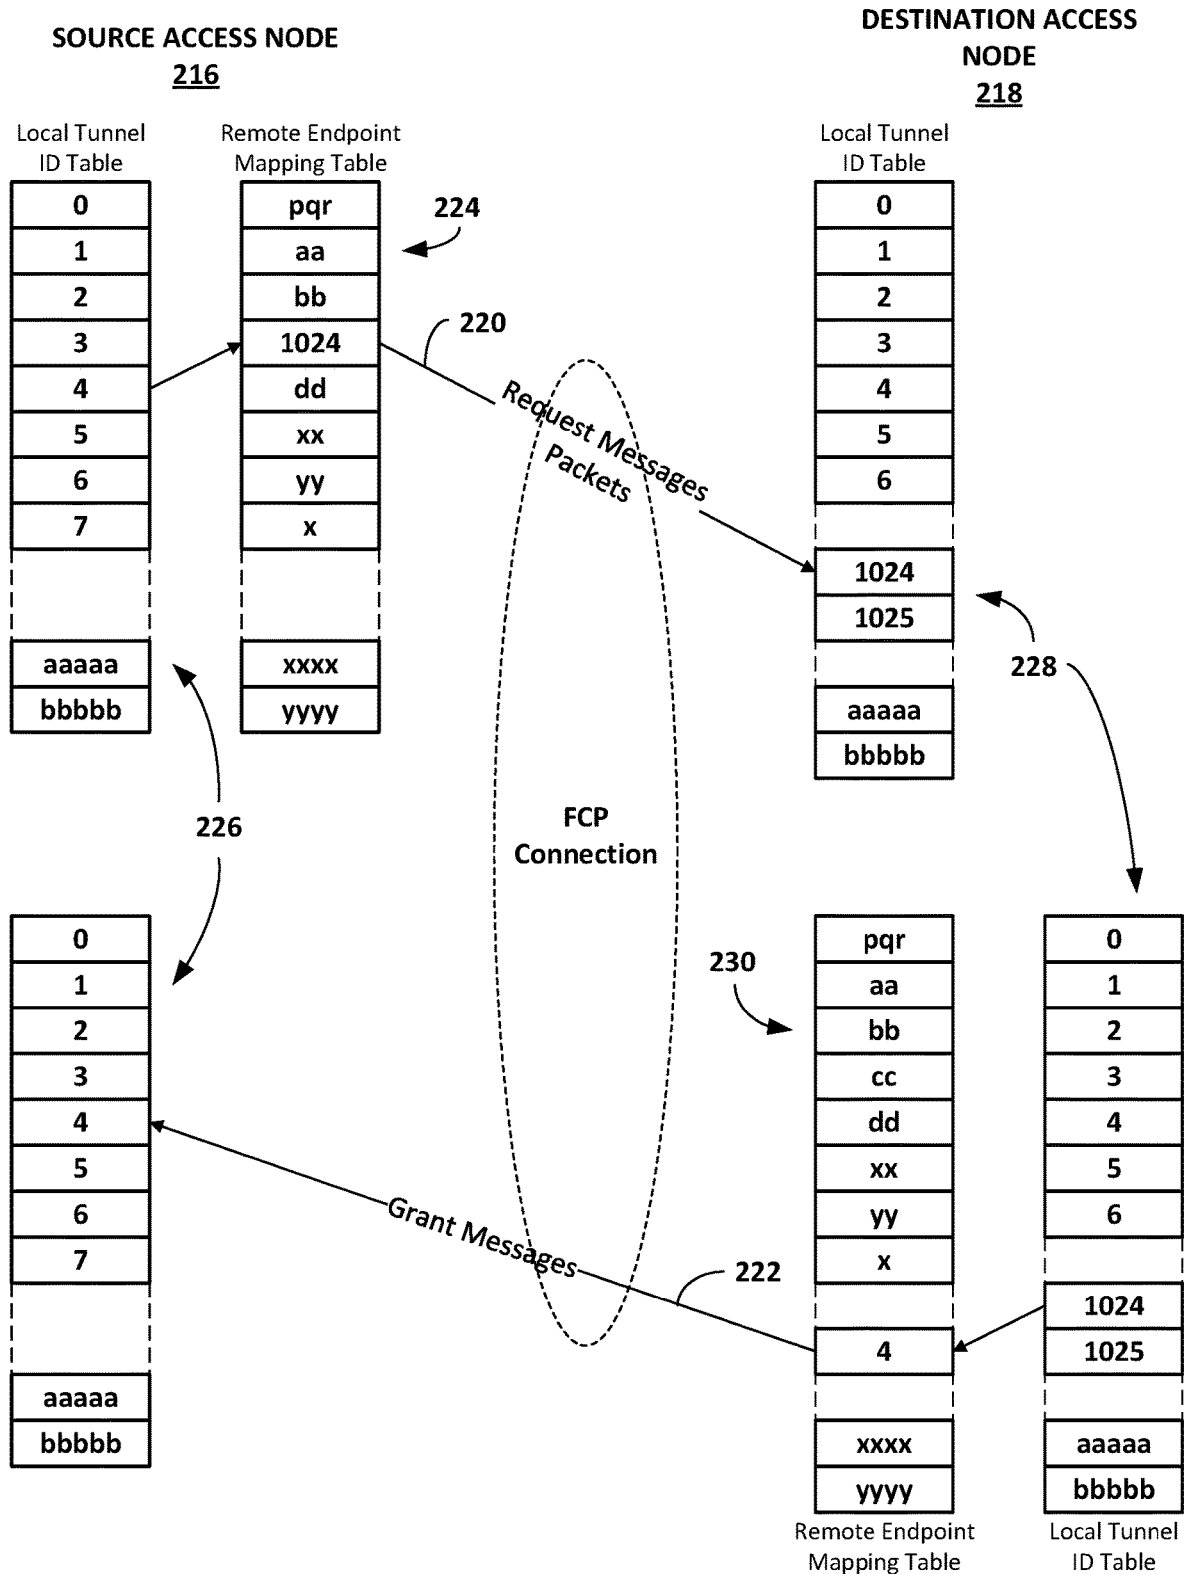 SOURCE ACCESS NODE
216
DESTINATION ACCESS
NODE
218
Local Tunnel
ID Table
Remote Endpoint
Mapping Table
Local Tunnel
ID Table
0
1
2
3
4
5
6
7
aaaaa
bbbbb
pqr
aa
bb
1024
dd
xx
yy
x
xxxx
yyyy
224
220
Request Messages
Packets
0
1
2
3
4
5
6
1024
1025
aaaaa
bbbbb
228
226
FCP
Connection
0
1
2
3
4
5
6
7
aaaaa
bbbbb
Grant Messages
222
230
pqr
aa
bb
cc
dd
xx
yy
x
4
xxxx
yyyy
Remote Endpoint
Mapping Table
0
1
2
3
4
5
6
1024
1025
aaaaa
bbbbb
Local Tunnel
ID Table